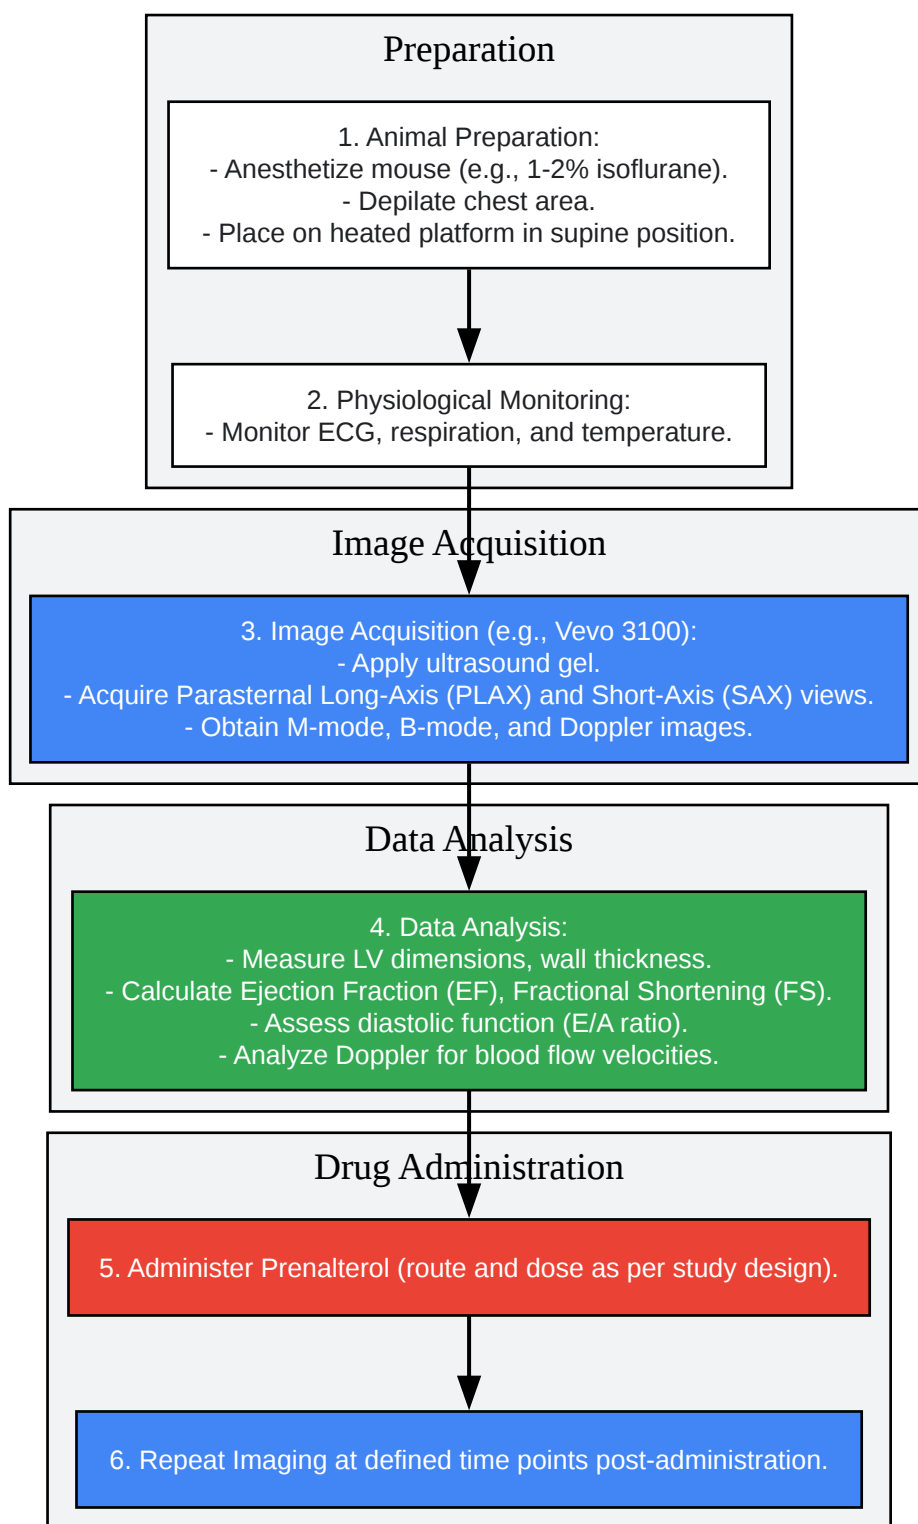 Preparation
1. Animal Preparation:
- Anesthetize mouse (e.g., 1-2% isoflurane).
- Depilate chest area.
- Place on heated platform in supine position.
2. Physiological Monitoring:
- Monitor ECG, respiration, and temperature.
Image Acquisition
3. Image Acquisition (e.g., Vevo 3100):
- Apply ultrasound gel.
- Acquire Parasternal Long-Axis (PLAX) and Short-Axis (SAX) views.
- Obtain M-mode, B-mode, and Doppler images.
Data Analysis
4. Data Analysis:
- Measure LV dimensions, wall thickness.
- Calculate Ejection Fraction (EF), Fractional Shortening (FS).
- Assess diastolic function (E/A ratio).
- Analyze Doppler for blood flow velocities.
Drug Administration
5. Administer Prenalterol (route and dose as per study design).
6. Repeat Imaging at defined time points post-administration.